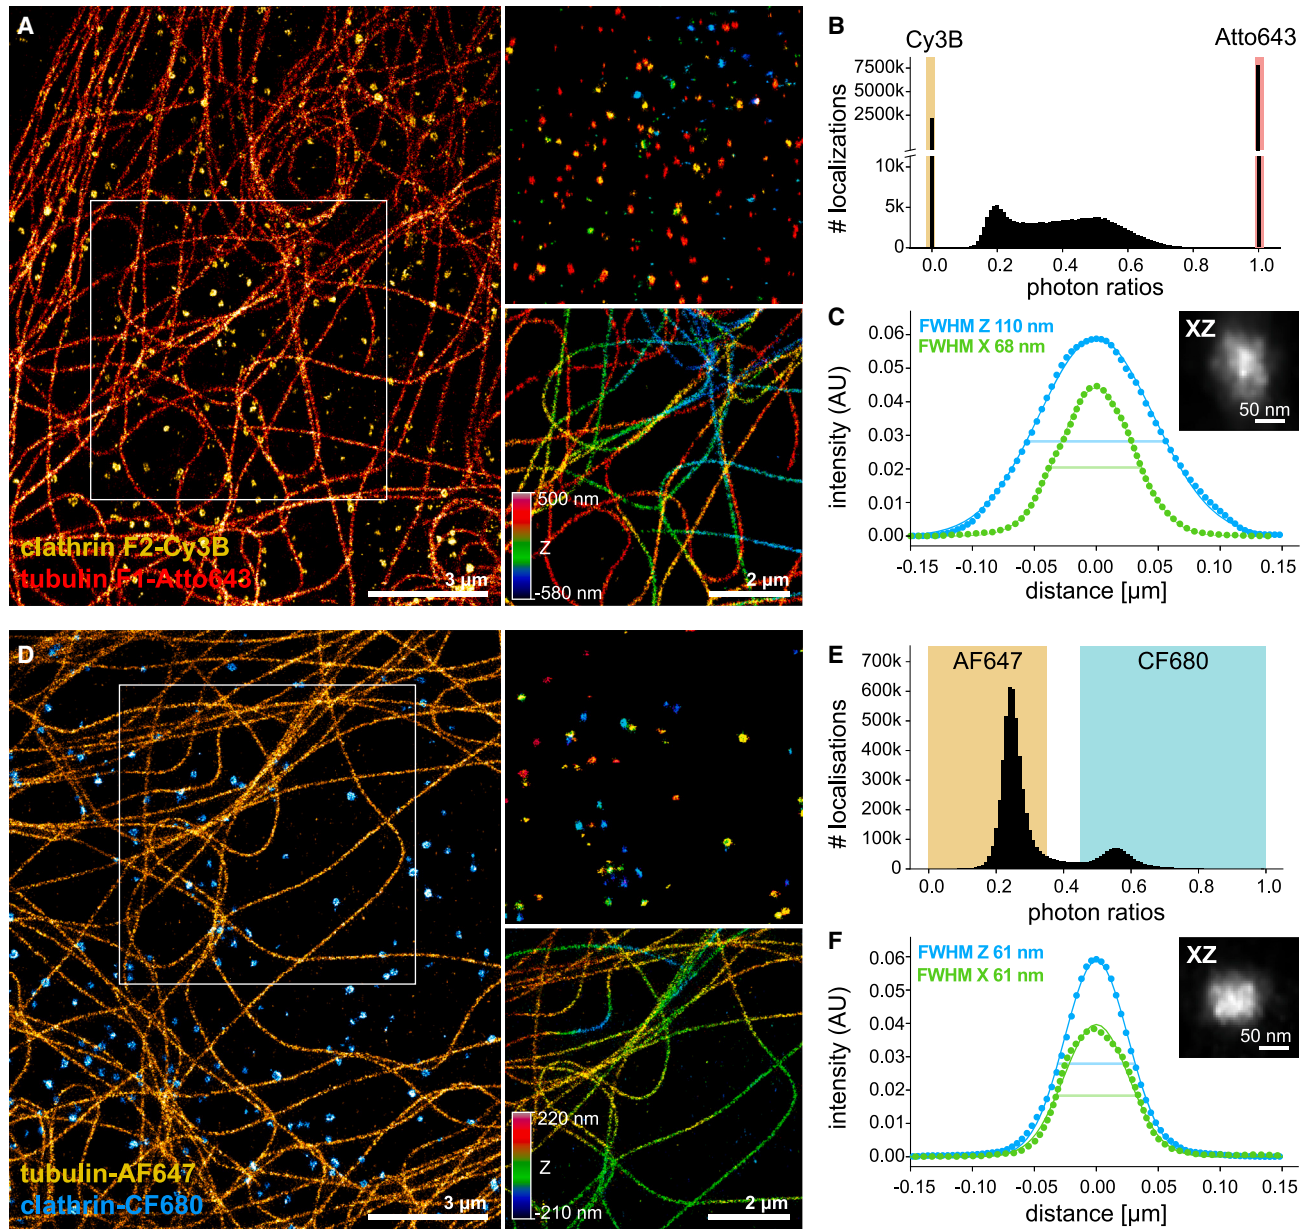 A
clathrin F2-Cy3B
tubulin F1-Atto643
3 µm
500 nm
Z
-580 nm
2 µm
B
Cy3B
Atto643
# localizations
7500k
5000k
2500k
10k
5k
0
0.0 0.2 0.4 0.6 0.8 1.0
photon ratios
C
FWHM Z 110 nm
FWHM X 68 nm
XZ
50 nm
intensity (AU)
0.06
0.05
0.04
0.03
0.02
0.01
0.00
-0.15 -0.10 -0.05 0.00 0.05 0.10 0.15
distance [µm]
D
tubulin-AF647
clathrin-CF680
3 µm
220 nm
Z
-210 nm
2 µm
E
AF647
CF680
# localisations
700k
600k
500k
400k
300k
200k
100k
0
0.0 0.2 0.4 0.6 0.8 1.0
photon ratios
F
FWHM Z 61 nm
FWHM X 61 nm
XZ
50 nm
intensity (AU)
0.06
0.05
0.04
0.03
0.02
0.01
0.00
-0.15 -0.10 -0.05 0.00 0.05 0.10 0.15
distance [µm]